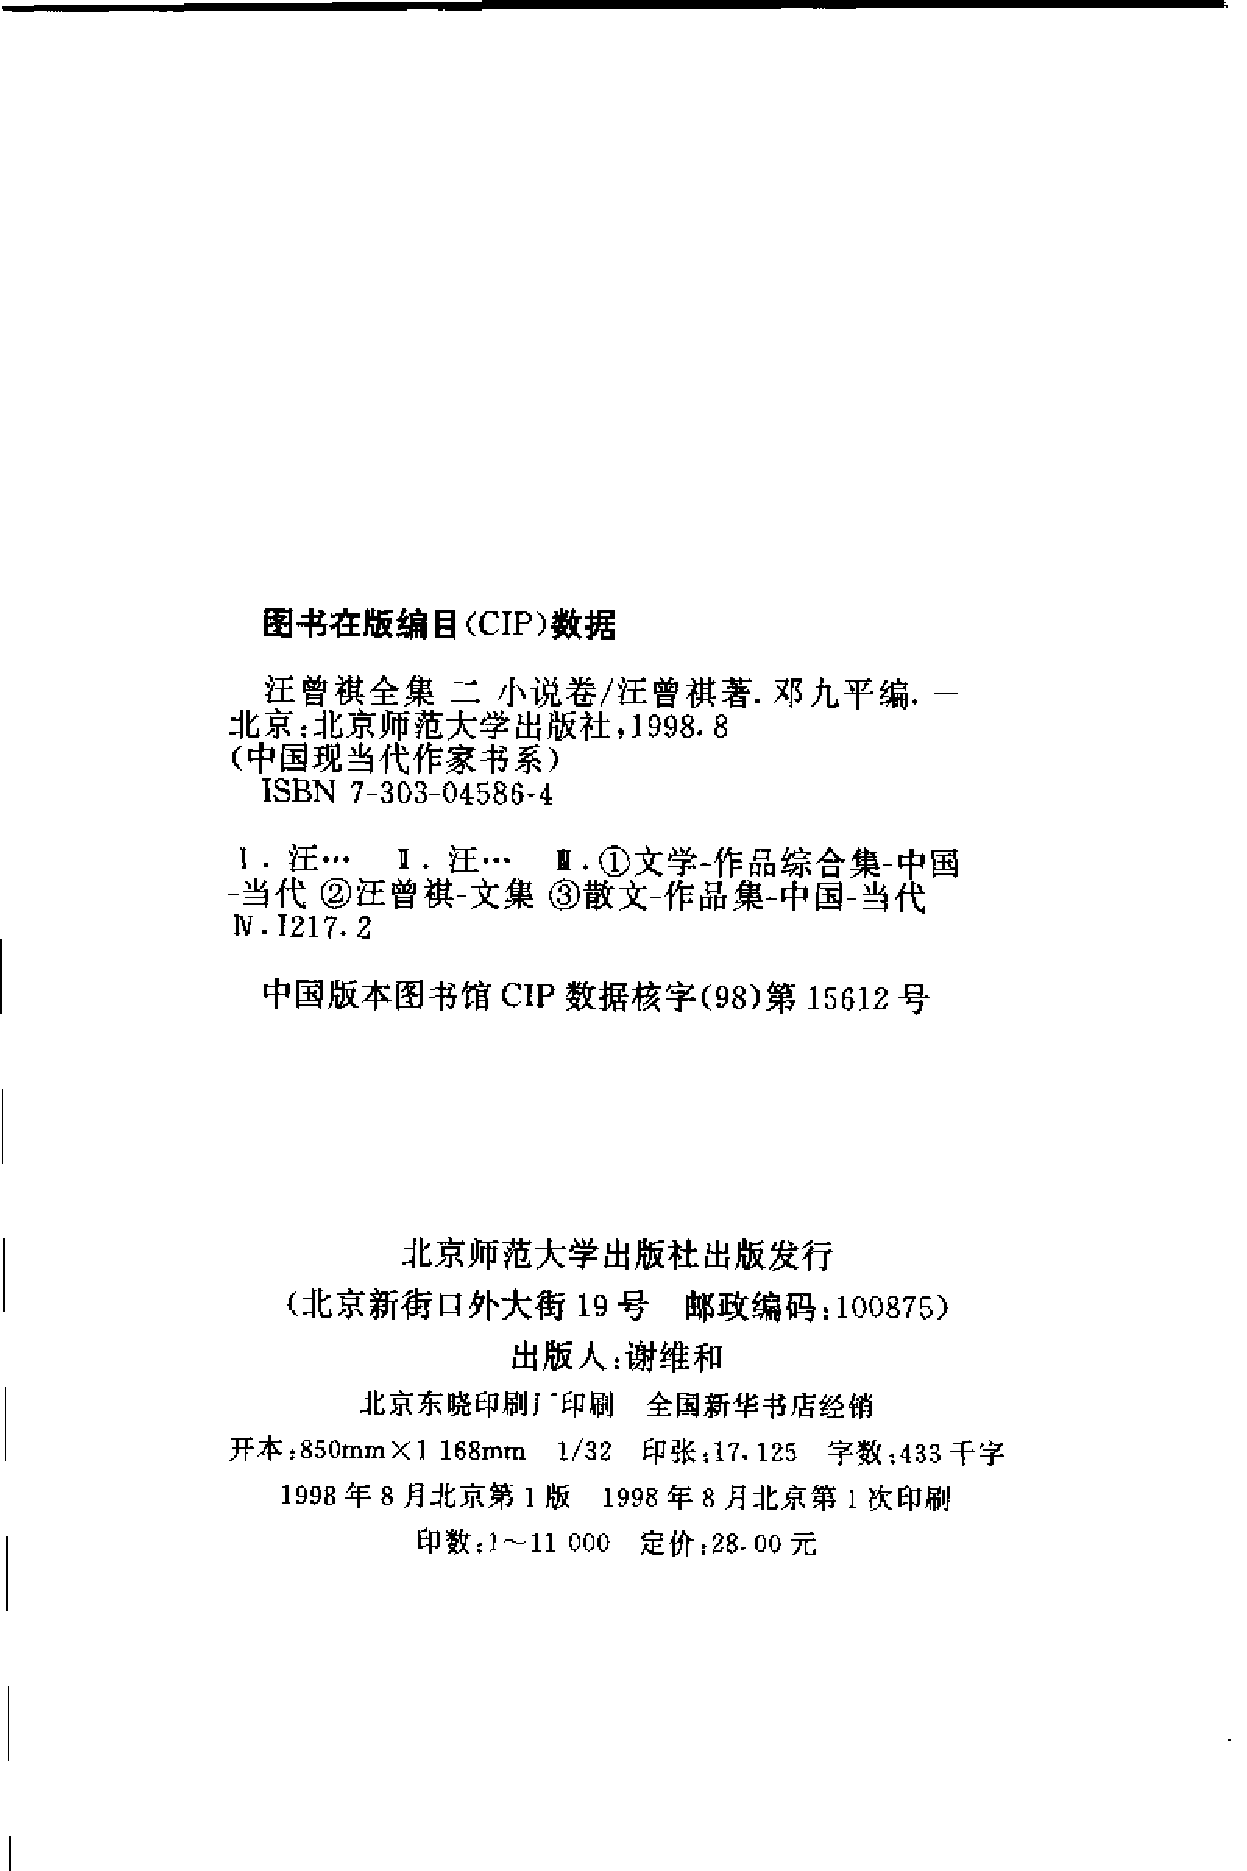 图书在版编目(CIP)数据
汪曾祺全集 二 小说卷/汪曾祺著.邓九平编.—
北京:北京师范大学出版社,1998.8
(中国现当代作家书系)
ISBN 7-303-04586-4
Ⅰ.汪… Ⅱ.汪… Ⅲ.①文学-作品综合集-中国
-当代 ②汪曾祺-文集 ③散文-作品集-中国-当代
Ⅳ.I217.2
中国版本图书馆 CIP 数据核字(98)第 15612 号
北京师范大学出版社出版发行
(北京新街口外大街 19 号 邮政编码:100875)
出版人:谢维和
北京东晓印刷厂印刷 全国新华书店经销
开本:850mm×1 168mm 1/32 印张:17.125 字数:433 千字
1998 年 8 月北京第 1 版 1998 年 8 月北京第 1 次印刷
印数:1～11 000 定价:28.00 元